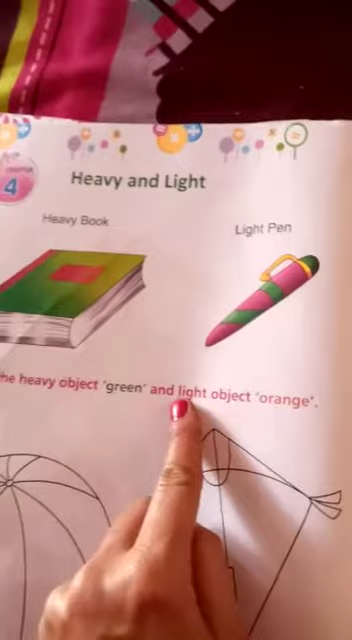 4
Heavy and Light
Heavy Book
Light Pen
he heavy object 'green' and light object 'orange'.